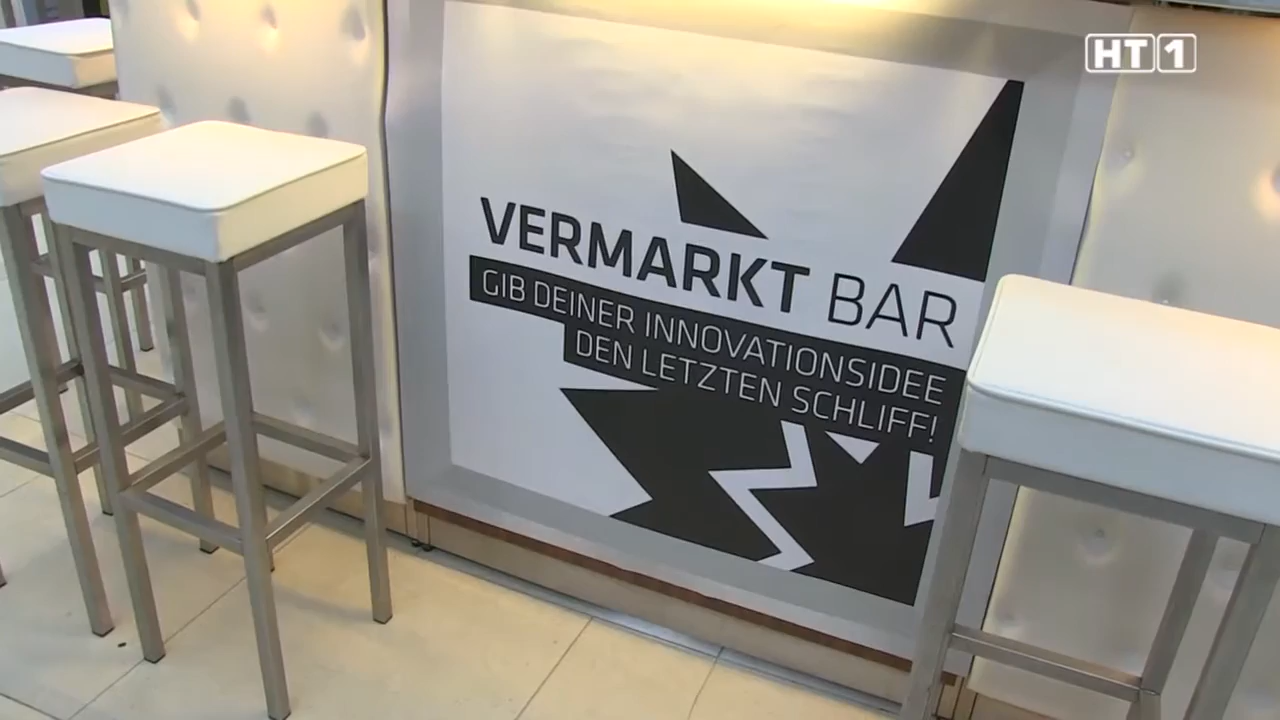 HT1
VERMARKT BAR
GIB DEINER INNOVATIONSIDEE
DEN LETZTEN SCHLIFF!